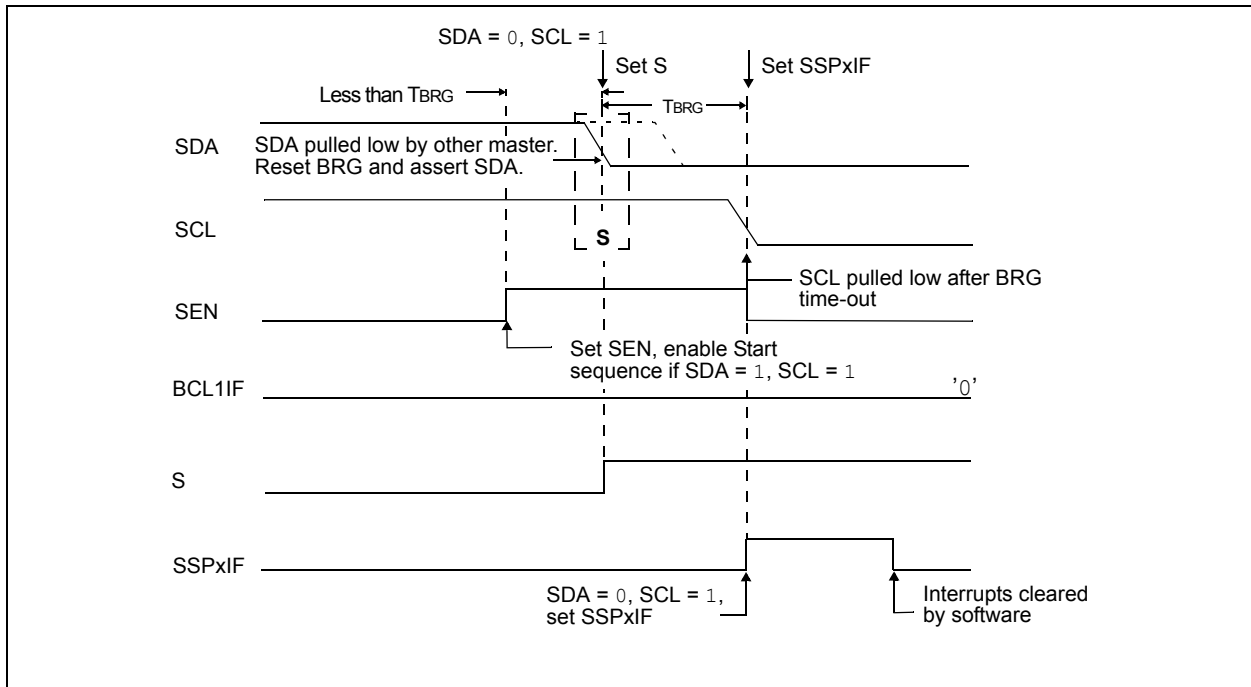 SDA = 0, SCL = 1
Set S
Set SSPxIF
Less than TBRG
TBRG
SDA
SDA pulled low by other master.
Reset BRG and assert SDA.
SCL
S
SCL pulled low after BRG
time-out
SEN
Set SEN, enable Start
sequence if SDA = 1, SCL = 1
BCL1IF
'0'
S
SSPxIF
SDA = 0, SCL = 1,
set SSPxIF
Interrupts cleared
by software